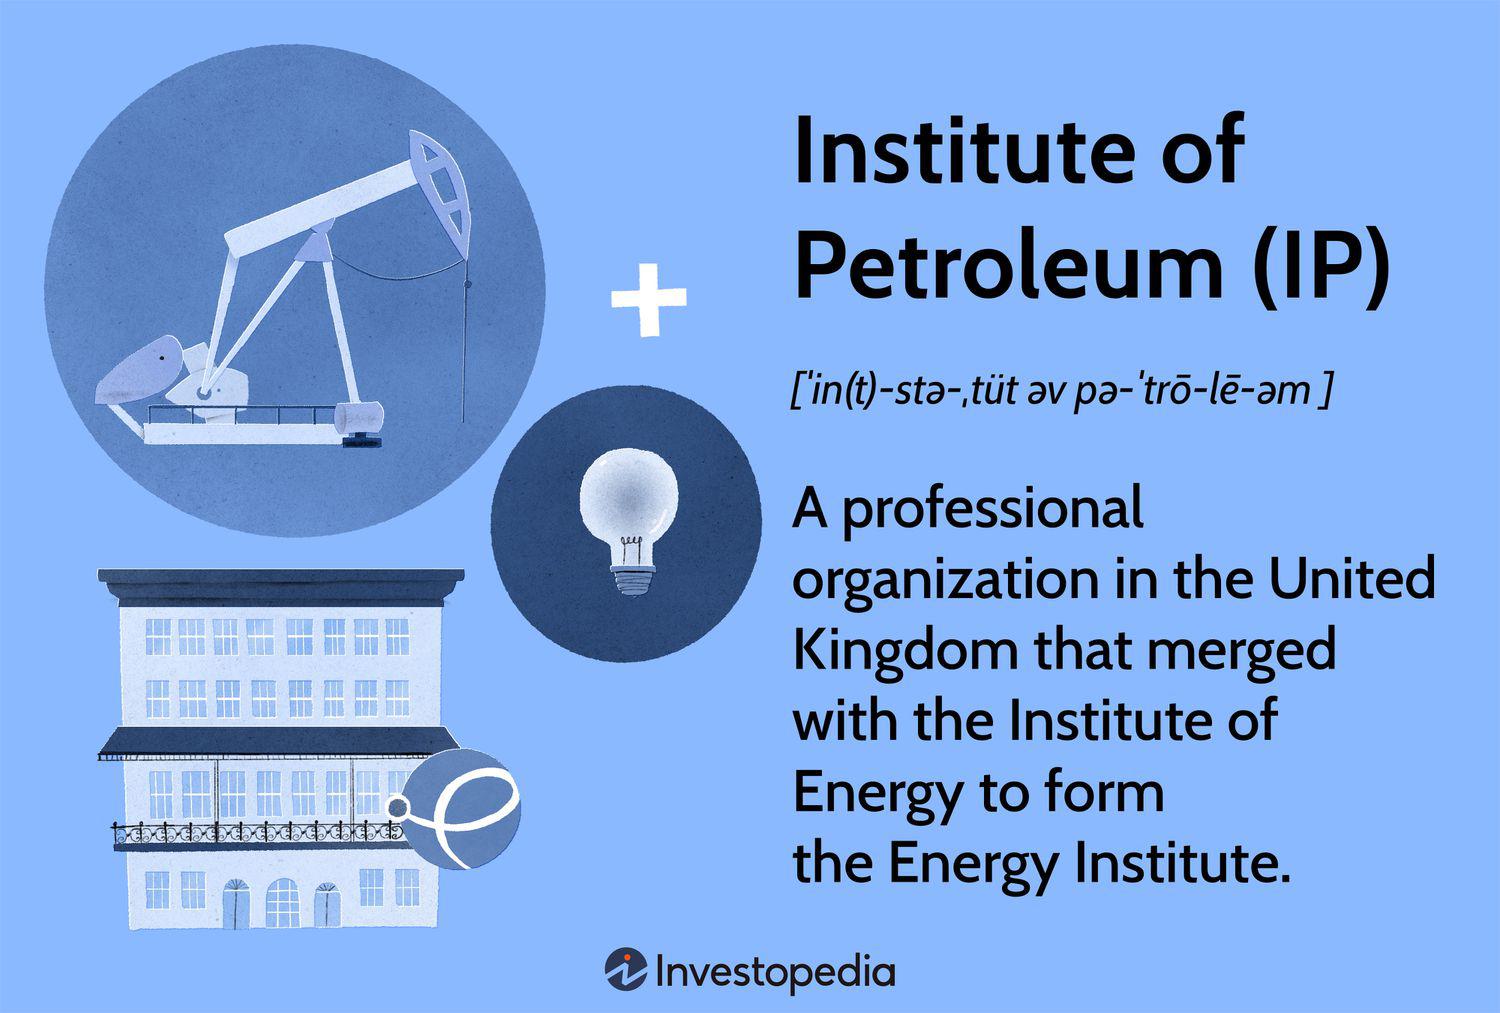 Institute of
Petroleum (IP)
[ˈin(t)-stə-ˌtüt əv pə-ˈtrō-lē-əm ]
A professional
organization in the United
Kingdom that merged
with the Institute of
Energy to form
the Energy Institute.
Investopedia